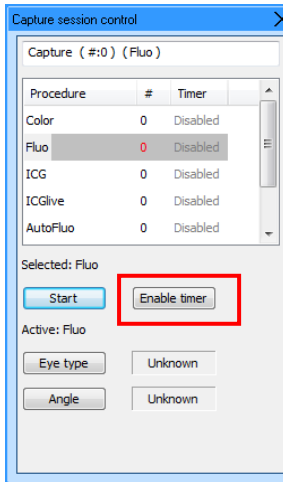 Capture session control
Capture ( #:0 ) ( Fluo )
Procedure # Timer
Color 0 Disabled
Fluo 0 Disabled
ICG 0 Disabled
ICGlive 0 Disabled
AutoFluo 0 Disabled
Selected: Fluo
Start Enable timer
Active: Fluo
Eye type Unknown
Angle Unknown